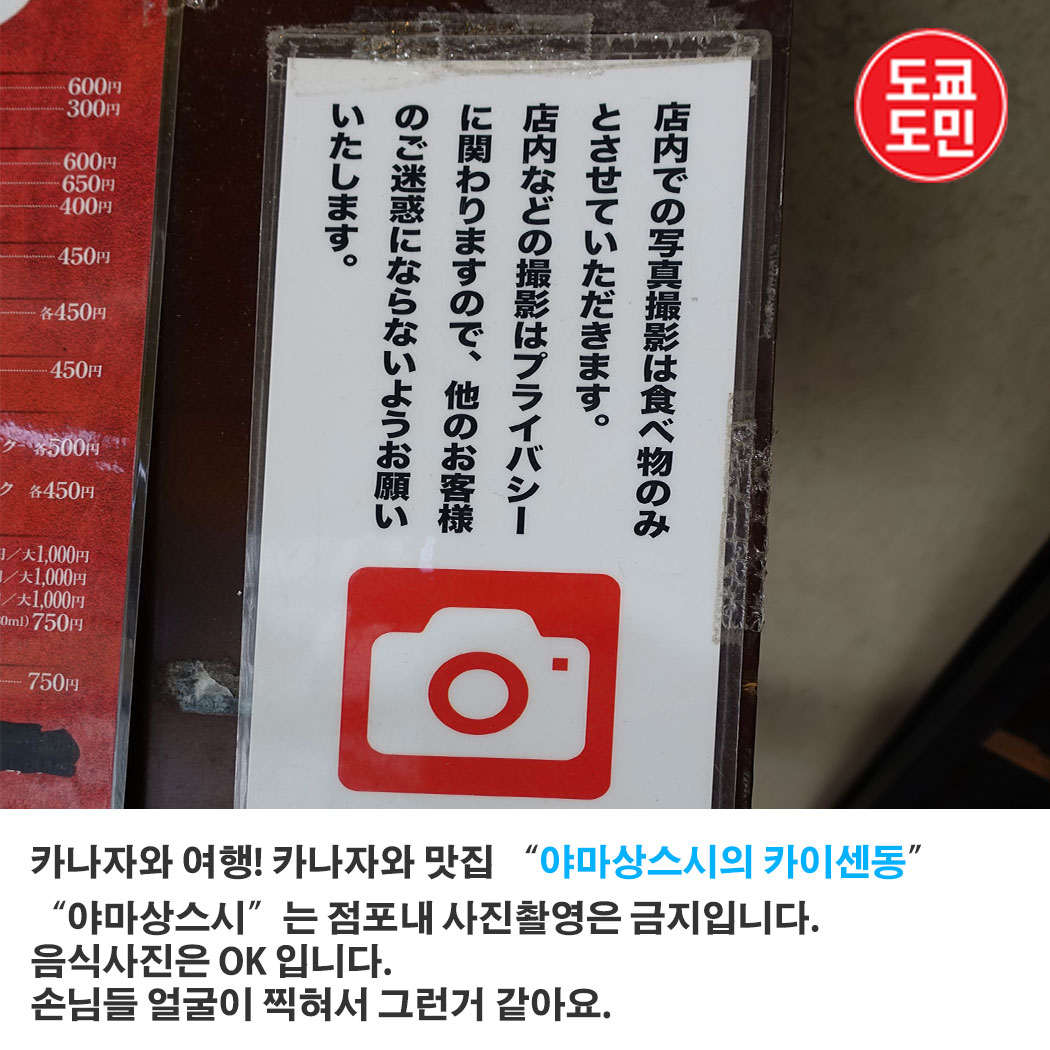 600円
300円
600円
650円
400円
450円
各450円
450円
ク 各500円
ク 各450円
円／大1,000円
円／大1,000円
／大1,000円
0ml) 750円
750円
店内での写真撮影は食べ物のみ
とさせていただきます。
店内などの撮影はプライバシー
に関わりますので、他のお客様
のご迷惑にならないようお願い
いたします。
도쿄
도민
카나자와 여행! 카나자와 맛집 “야마상스시의 카이센동”
“야마상스시”는 점포내 사진촬영은 금지입니다.
음식사진은 OK 입니다.
손님들 얼굴이 찍혀서 그런거 같아요.